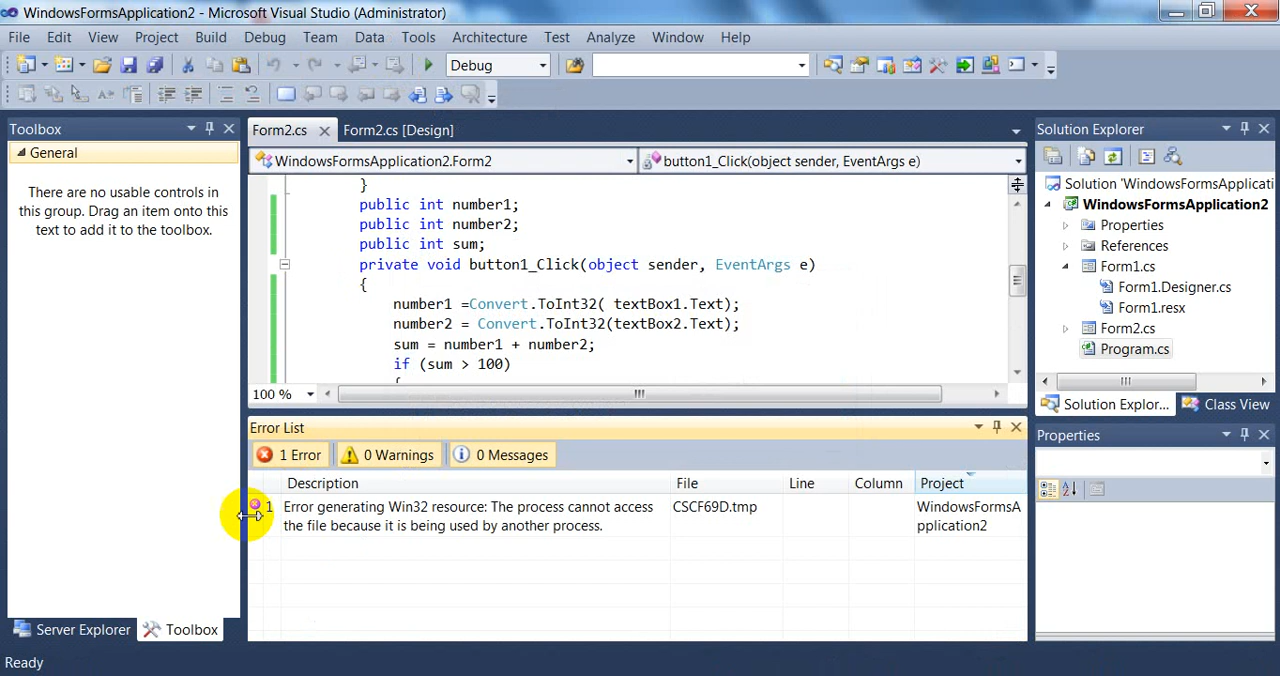 WindowsFormsApplication2 - Microsoft Visual Studio (Administrator)
File Edit View Project Build Debug Team Data Tools Architecture Test Analyze Window Help
Debug
Toolbox
General
There are no usable controls in
this group. Drag an item onto this
text to add it to the toolbox.
Server Explorer Toolbox
Form2.cs Form2.cs [Design]
WindowsFormsApplication2.Form2 button1_Click(object sender, EventArgs e)
}
public int number1;
public int number2;
public int sum;
private void button1_Click(object sender, EventArgs e)
{
number1 =Convert.ToInt32( textBox1.Text);
number2 = Convert.ToInt32(textBox2.Text);
sum = number1 + number2;
if (sum > 100)
{
100 %
Error List
1 Error 0 Warnings 0 Messages
Description File Line Column Project
1 Error generating Win32 resource: The process cannot access CSCF69D.tmp WindowsFormsA
the file because it is being used by another process. pplication2
Solution Explorer
Solution 'WindowsFormsApplicati
WindowsFormsApplication2
Properties
References
Form1.cs
Form1.Designer.cs
Form1.resx
Form2.cs
Program.cs
Solution Explor... Class View
Properties
Ready